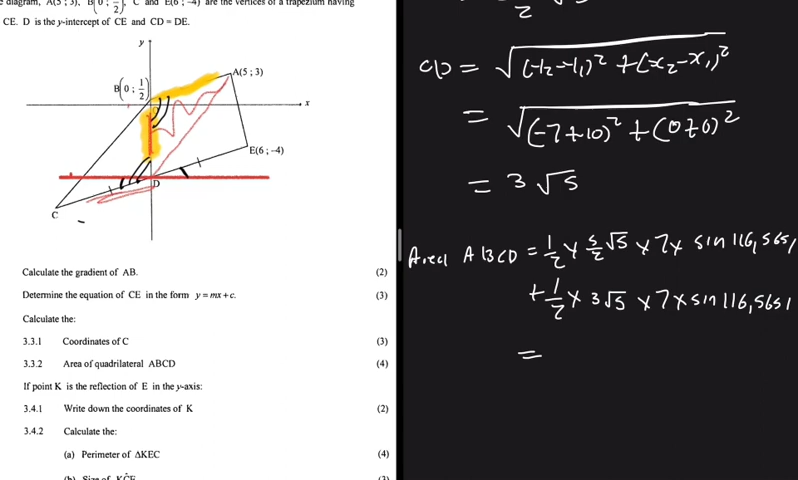 e diagram, A(5 ; 3), B(0 ; 1/2), C and E(6 ; −4) are the vertices of a trapezium having
CE. D is the y-intercept of CE and CD = DE.
y
A(5 ; 3)
B(0 ; 1/2)
x
E(6 ; −4)
D
C
Calculate the gradient of AB. (2)
Determine the equation of CE in the form y = mx + c. (3)
Calculate the:
3.3.1 Coordinates of C (3)
3.3.2 Area of quadrilateral ABCD (4)
If point K is the reflection of E in the y-axis:
3.4.1 Write down the coordinates of K (2)
3.4.2 Calculate the:
(a) Perimeter of ΔKEC (4)
(b) Size of KĈE (3)
2 √5
CD = √(y2−y1)² + (x2−x1)²
= √(−7+10)² + (0+6)²
= 3√5
Area ABCD = 1/2 × 5/2 √5 × 7 × sin 116,565
+ 1/2 × 3√5 × 7 × sin 116,5651
=